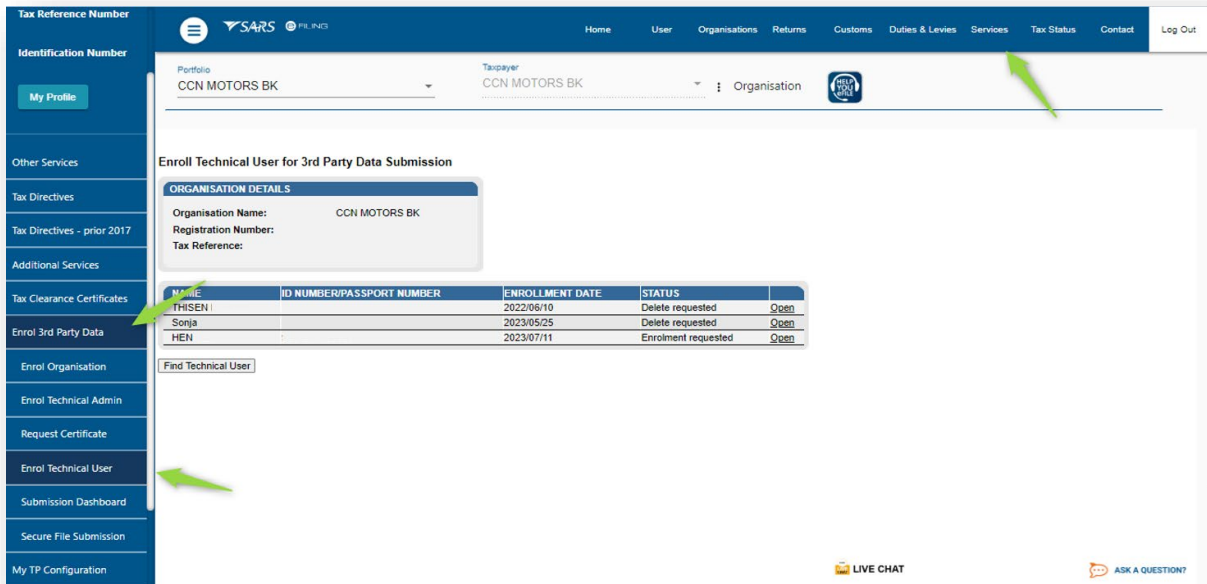 Tax Reference Number
Identification Number
My Profile
Other Services
Tax Directives
Tax Directives - prior 2017
Additional Services
Tax Clearance Certificates
Enrol 3rd Party Data
Enrol Organisation
Enrol Technical Admin
Request Certificate
Enrol Technical User
Submission Dashboard
Secure File Submission
My TP Configuration
SARS eFILING
Home User Organisations Returns Customs Duties & Levies Services Tax Status Contact Log Out
Portfolio
CCN MOTORS BK
Taxpayer
CCN MOTORS BK
Organisation
HELP YOU eFILE
Enroll Technical User for 3rd Party Data Submission
ORGANISATION DETAILS
Organisation Name: CCN MOTORS BK
Registration Number:
Tax Reference:
NAME ID NUMBER/PASSPORT NUMBER ENROLLMENT DATE STATUS
THISEN 2022/06/10 Delete requested Open
Sonja 2023/05/25 Delete requested Open
HEN 2023/07/11 Enrolment requested Open
Find Technical User
LIVE CHAT
ASK A QUESTION?